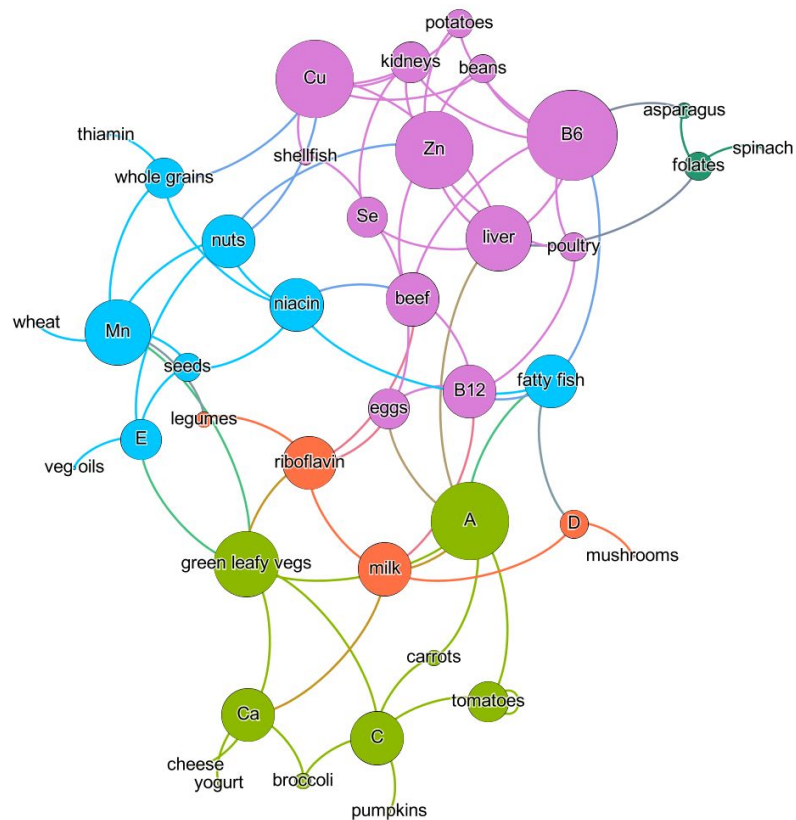 potatoes
kidneys
beans
Cu
asparagus
thiamin
B6
Zn
spinach
shellfish
folates
whole grains
Se
nuts
liver
poultry
beef
niacin
wheat
Mn
seeds
fatty fish
B12
eggs
legumes
E
veg oils
riboflavin
A
D
mushrooms
green leafy vegs
milk
carrots
tomatoes
Ca
C
cheese
broccoli
yogurt
pumpkins